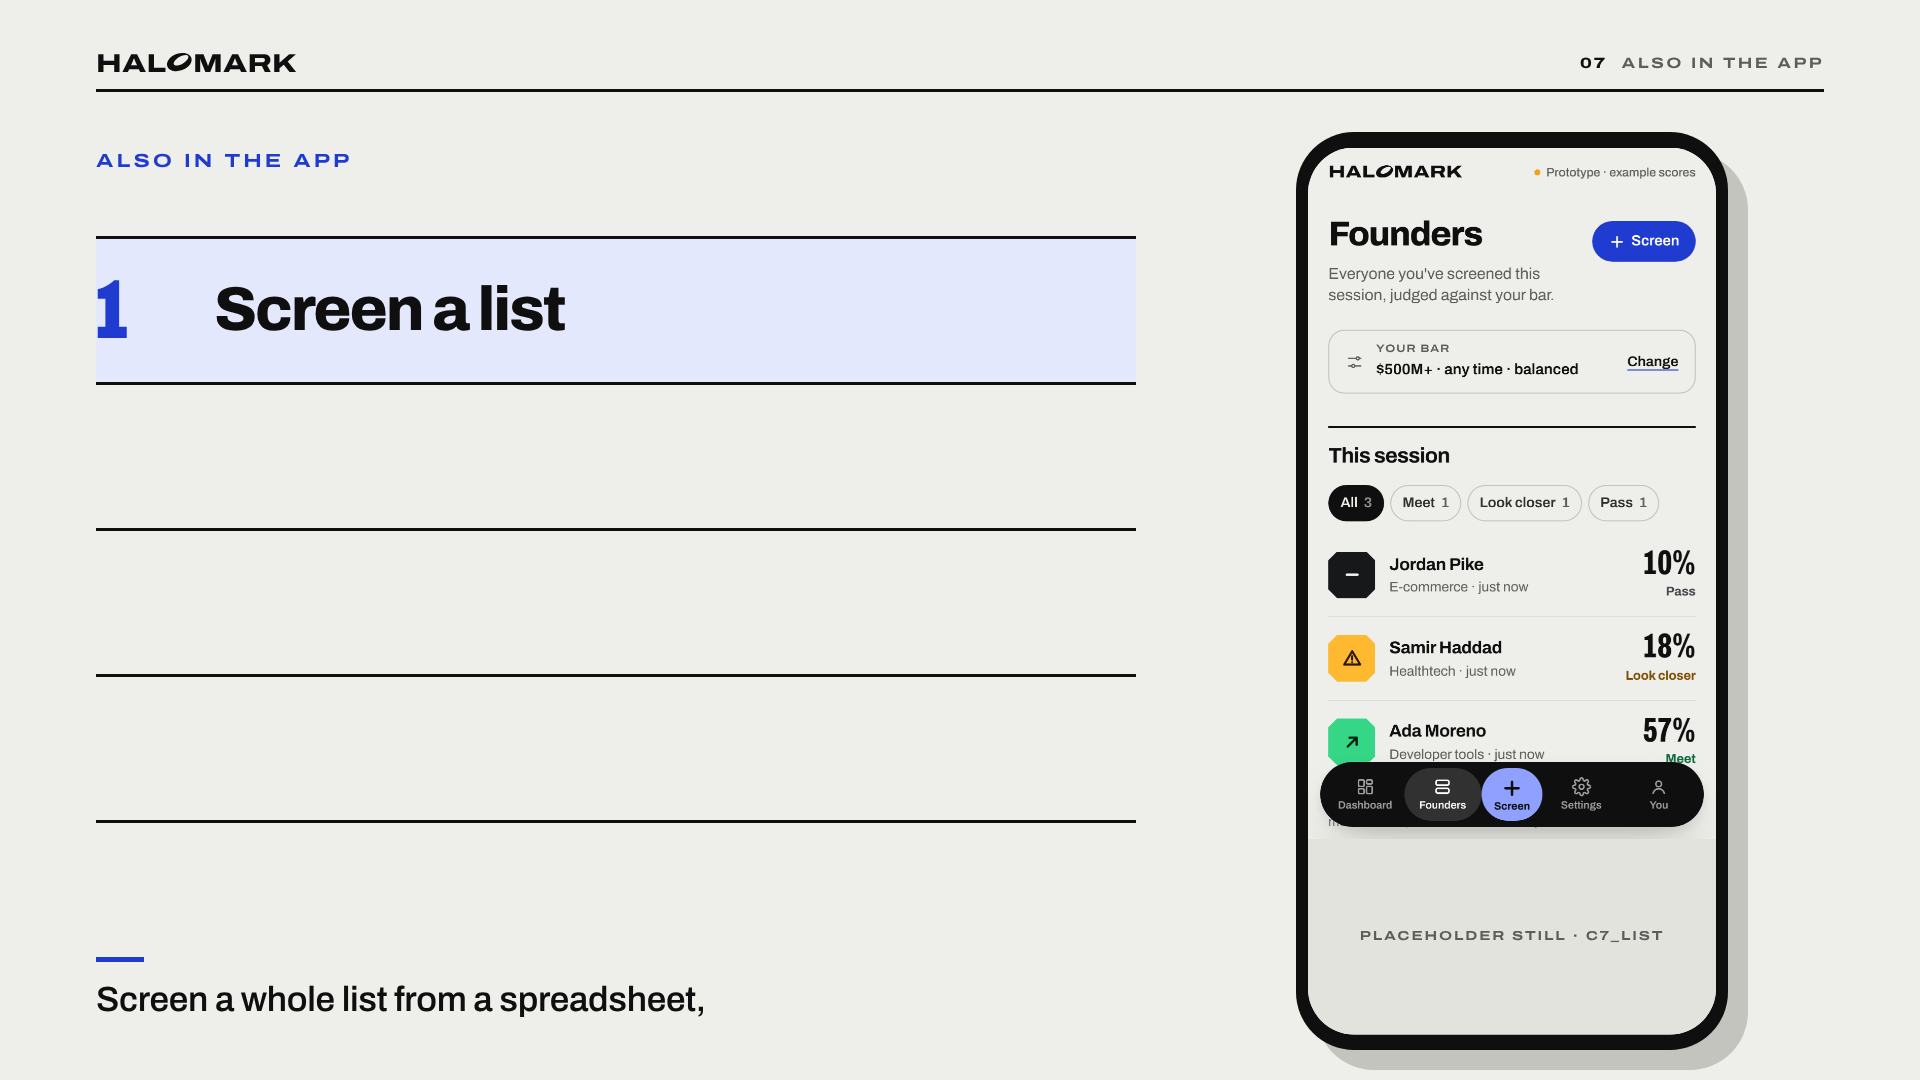 HALOMARK
07 ALSO IN THE APP
ALSO IN THE APP
1 Screen a list
Screen a whole list from a spreadsheet,
HALOMARK
Prototype · example scores
Founders
+ Screen
Everyone you've screened this
session, judged against your bar.
YOUR BAR
$500M+ · any time · balanced
Change
This session
All 3
Meet 1
Look closer 1
Pass 1
Jordan Pike
E-commerce · just now
10%
Pass
Samir Haddad
Healthtech · just now
18%
Look closer
Ada Moreno
Developer tools · just now
57%
Meet
Dashboard
Founders
Screen
Settings
You
PLACEHOLDER STILL · C7_LIST